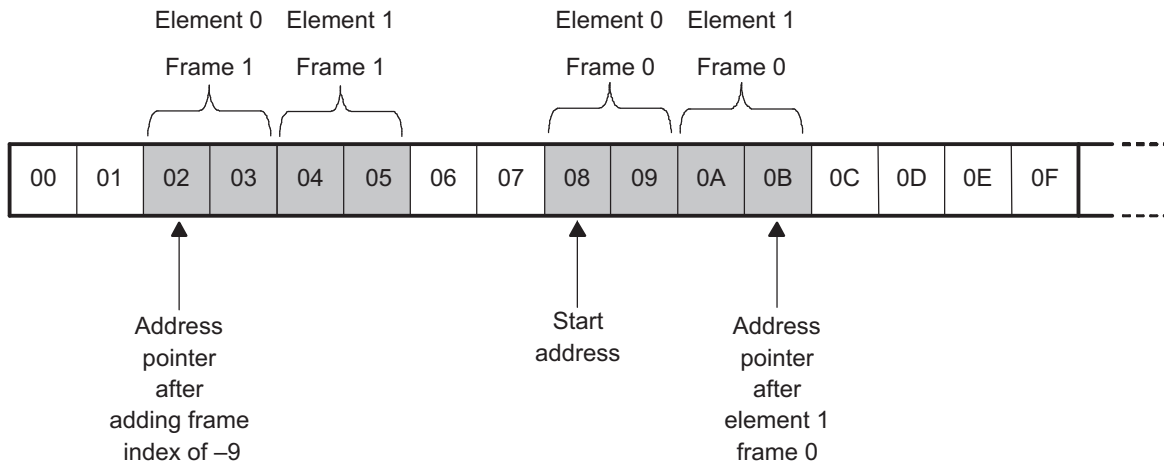 Element 0 Element 1 Element 0 Element 1
Frame 1 Frame 1 Frame 0 Frame 0
00 01 02 03 04 05 06 07 08 09 0A 0B 0C 0D 0E 0F
Address
pointer
after
adding frame
index of –9
Start
address
Address
pointer
after
element 1
frame 0